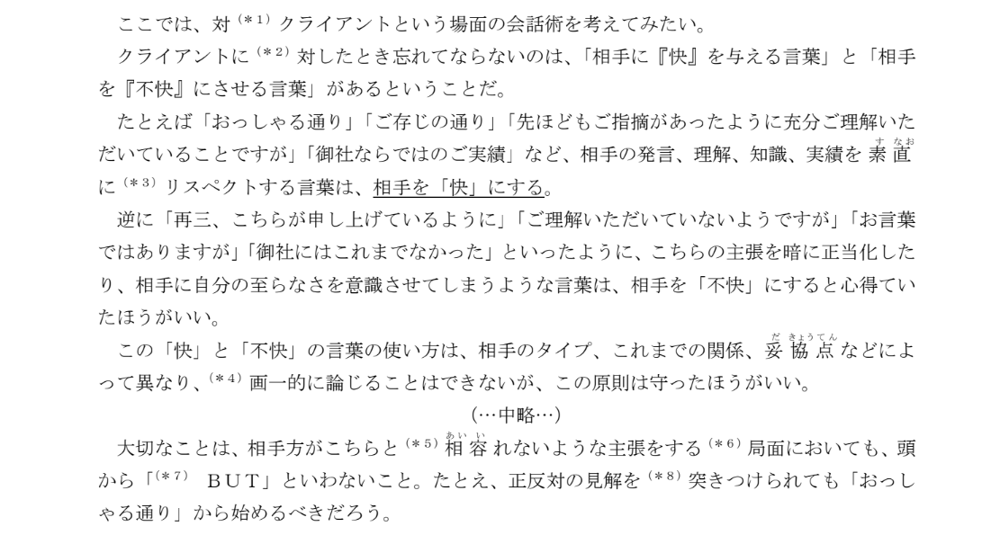 ここでは、対(＊1)クライアントという場面の会話術を考えてみたい。
クライアントに(＊2)対したとき忘れてならないのは、「相手に『快』を与える言葉」と「相手
を『不快』にさせる言葉」があるということだ。
たとえば「おっしゃる通り」「ご存じの通り」「先ほどもご指摘があったように充分ご理解いた
だいていることですが」「御社ならではのご実績」など、相手の発言、理解、知識、実績を素直
に(＊3)リスペクトする言葉は、相手を「快」にする。
逆に「再三、こちらが申し上げているように」「ご理解いただいていないようですが」「お言葉
ではありますが」「御社にはこれまでなかった」といったように、こちらの主張を暗に正当化した
り、相手に自分の至らなさを意識させてしまうような言葉は、相手を「不快」にすると心得てい
たほうがいい。
この「快」と「不快」の言葉の使い方は、相手のタイプ、これまでの関係、妥協点などによ
って異なり、(＊4)画一的に論じることはできないが、この原則は守ったほうがいい。
（…中略…）
大切なことは、相手方がこちらと(＊5)相容れないような主張をする(＊6)局面においても、頭
から「(＊7) ＢＵＴ」といわないこと。たとえ、正反対の見解を(＊8)突きつけられても「おっし
ゃる通り」から始めるべきだろう。